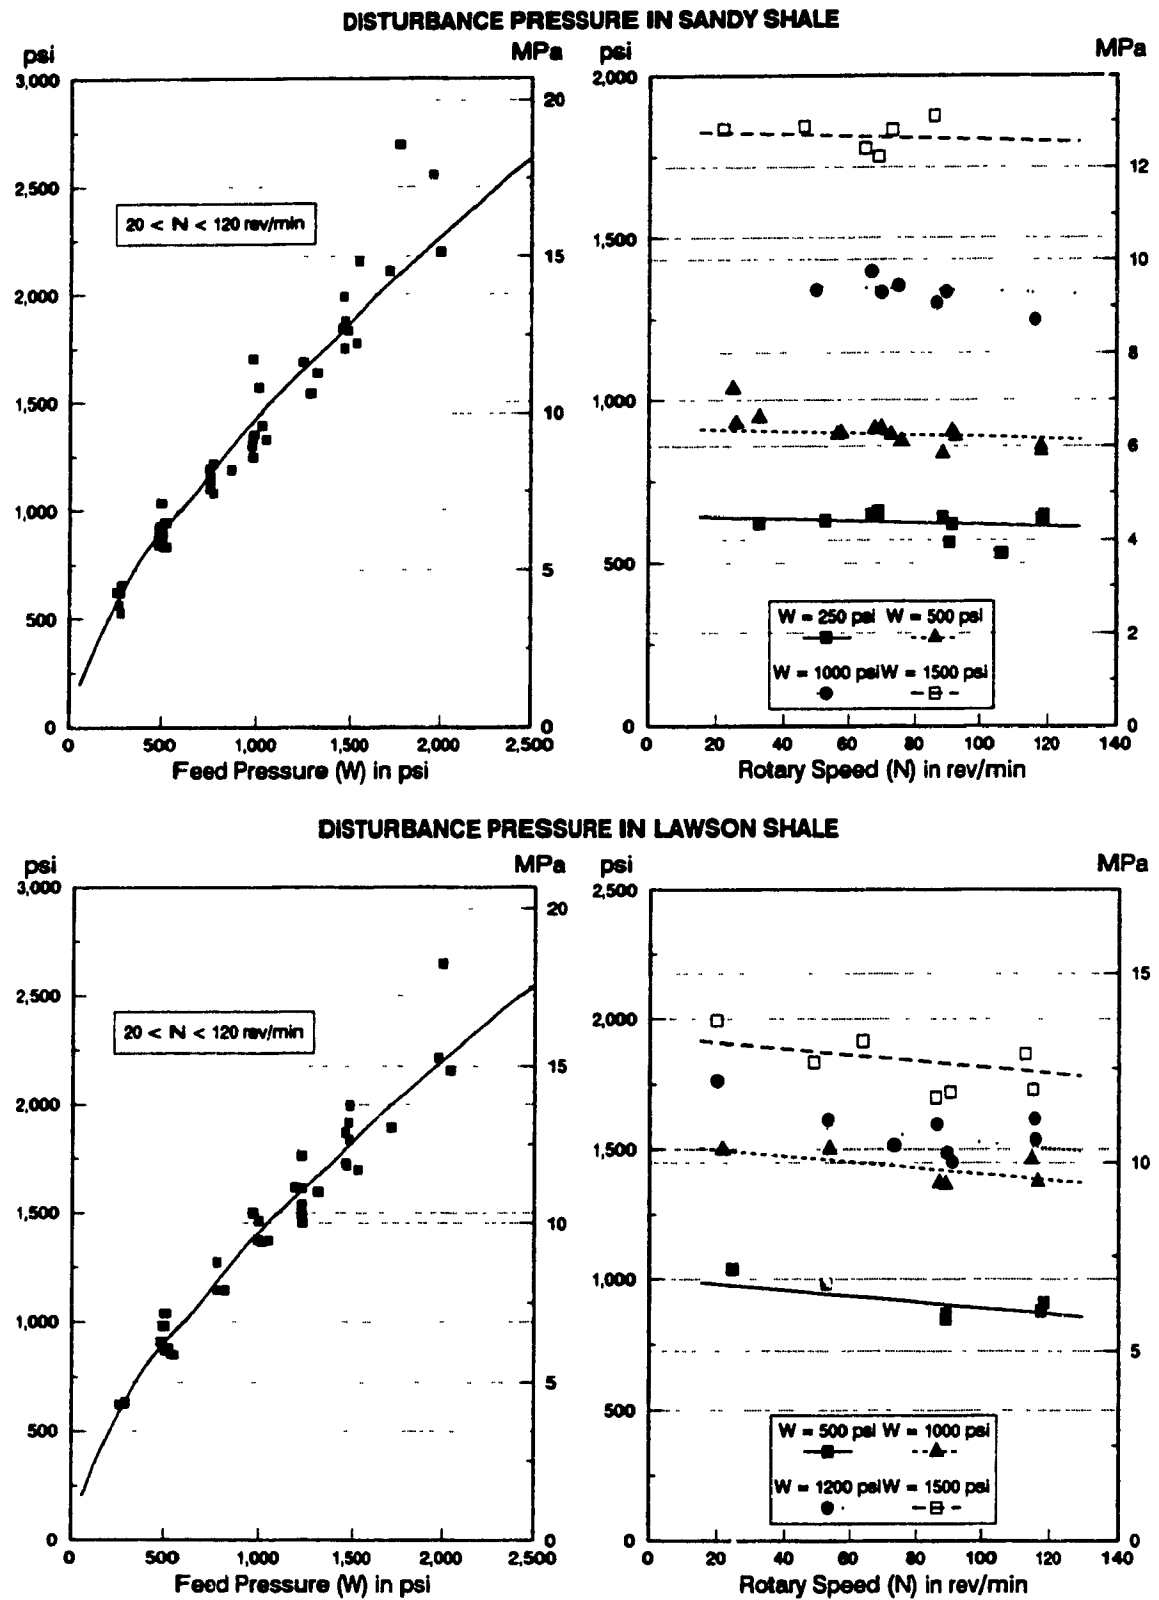 DISTURBANCE PRESSURE IN SANDY SHALE
psi MPa
3,000
2,500
2,000
1,500
1,000
500
0
20
15
10
5
0
20 < N < 120 rev/min
0 500 1,000 1,500 2,000 2,500
Feed Pressure (W) in psi
psi MPa
2,000
1,500
1,000
500
0
12
10
8
6
4
2
0
W = 250 psi W = 500 psi
W = 1000 psi W = 1500 psi
0 20 40 60 80 100 120 140
Rotary Speed (N) in rev/min
DISTURBANCE PRESSURE IN LAWSON SHALE
psi MPa
3,000
2,500
2,000
1,500
1,000
500
0
20
15
10
5
0
20 < N < 120 rev/min
0 500 1,000 1,500 2,000 2,500
Feed Pressure (W) in psi
psi MPa
2,500
2,000
1,500
1,000
500
0
15
10
5
0
W = 500 psi W = 1000 psi
W = 1200 psi W = 1500 psi
0 20 40 60 80 100 120 140
Rotary Speed (N) in rev/min